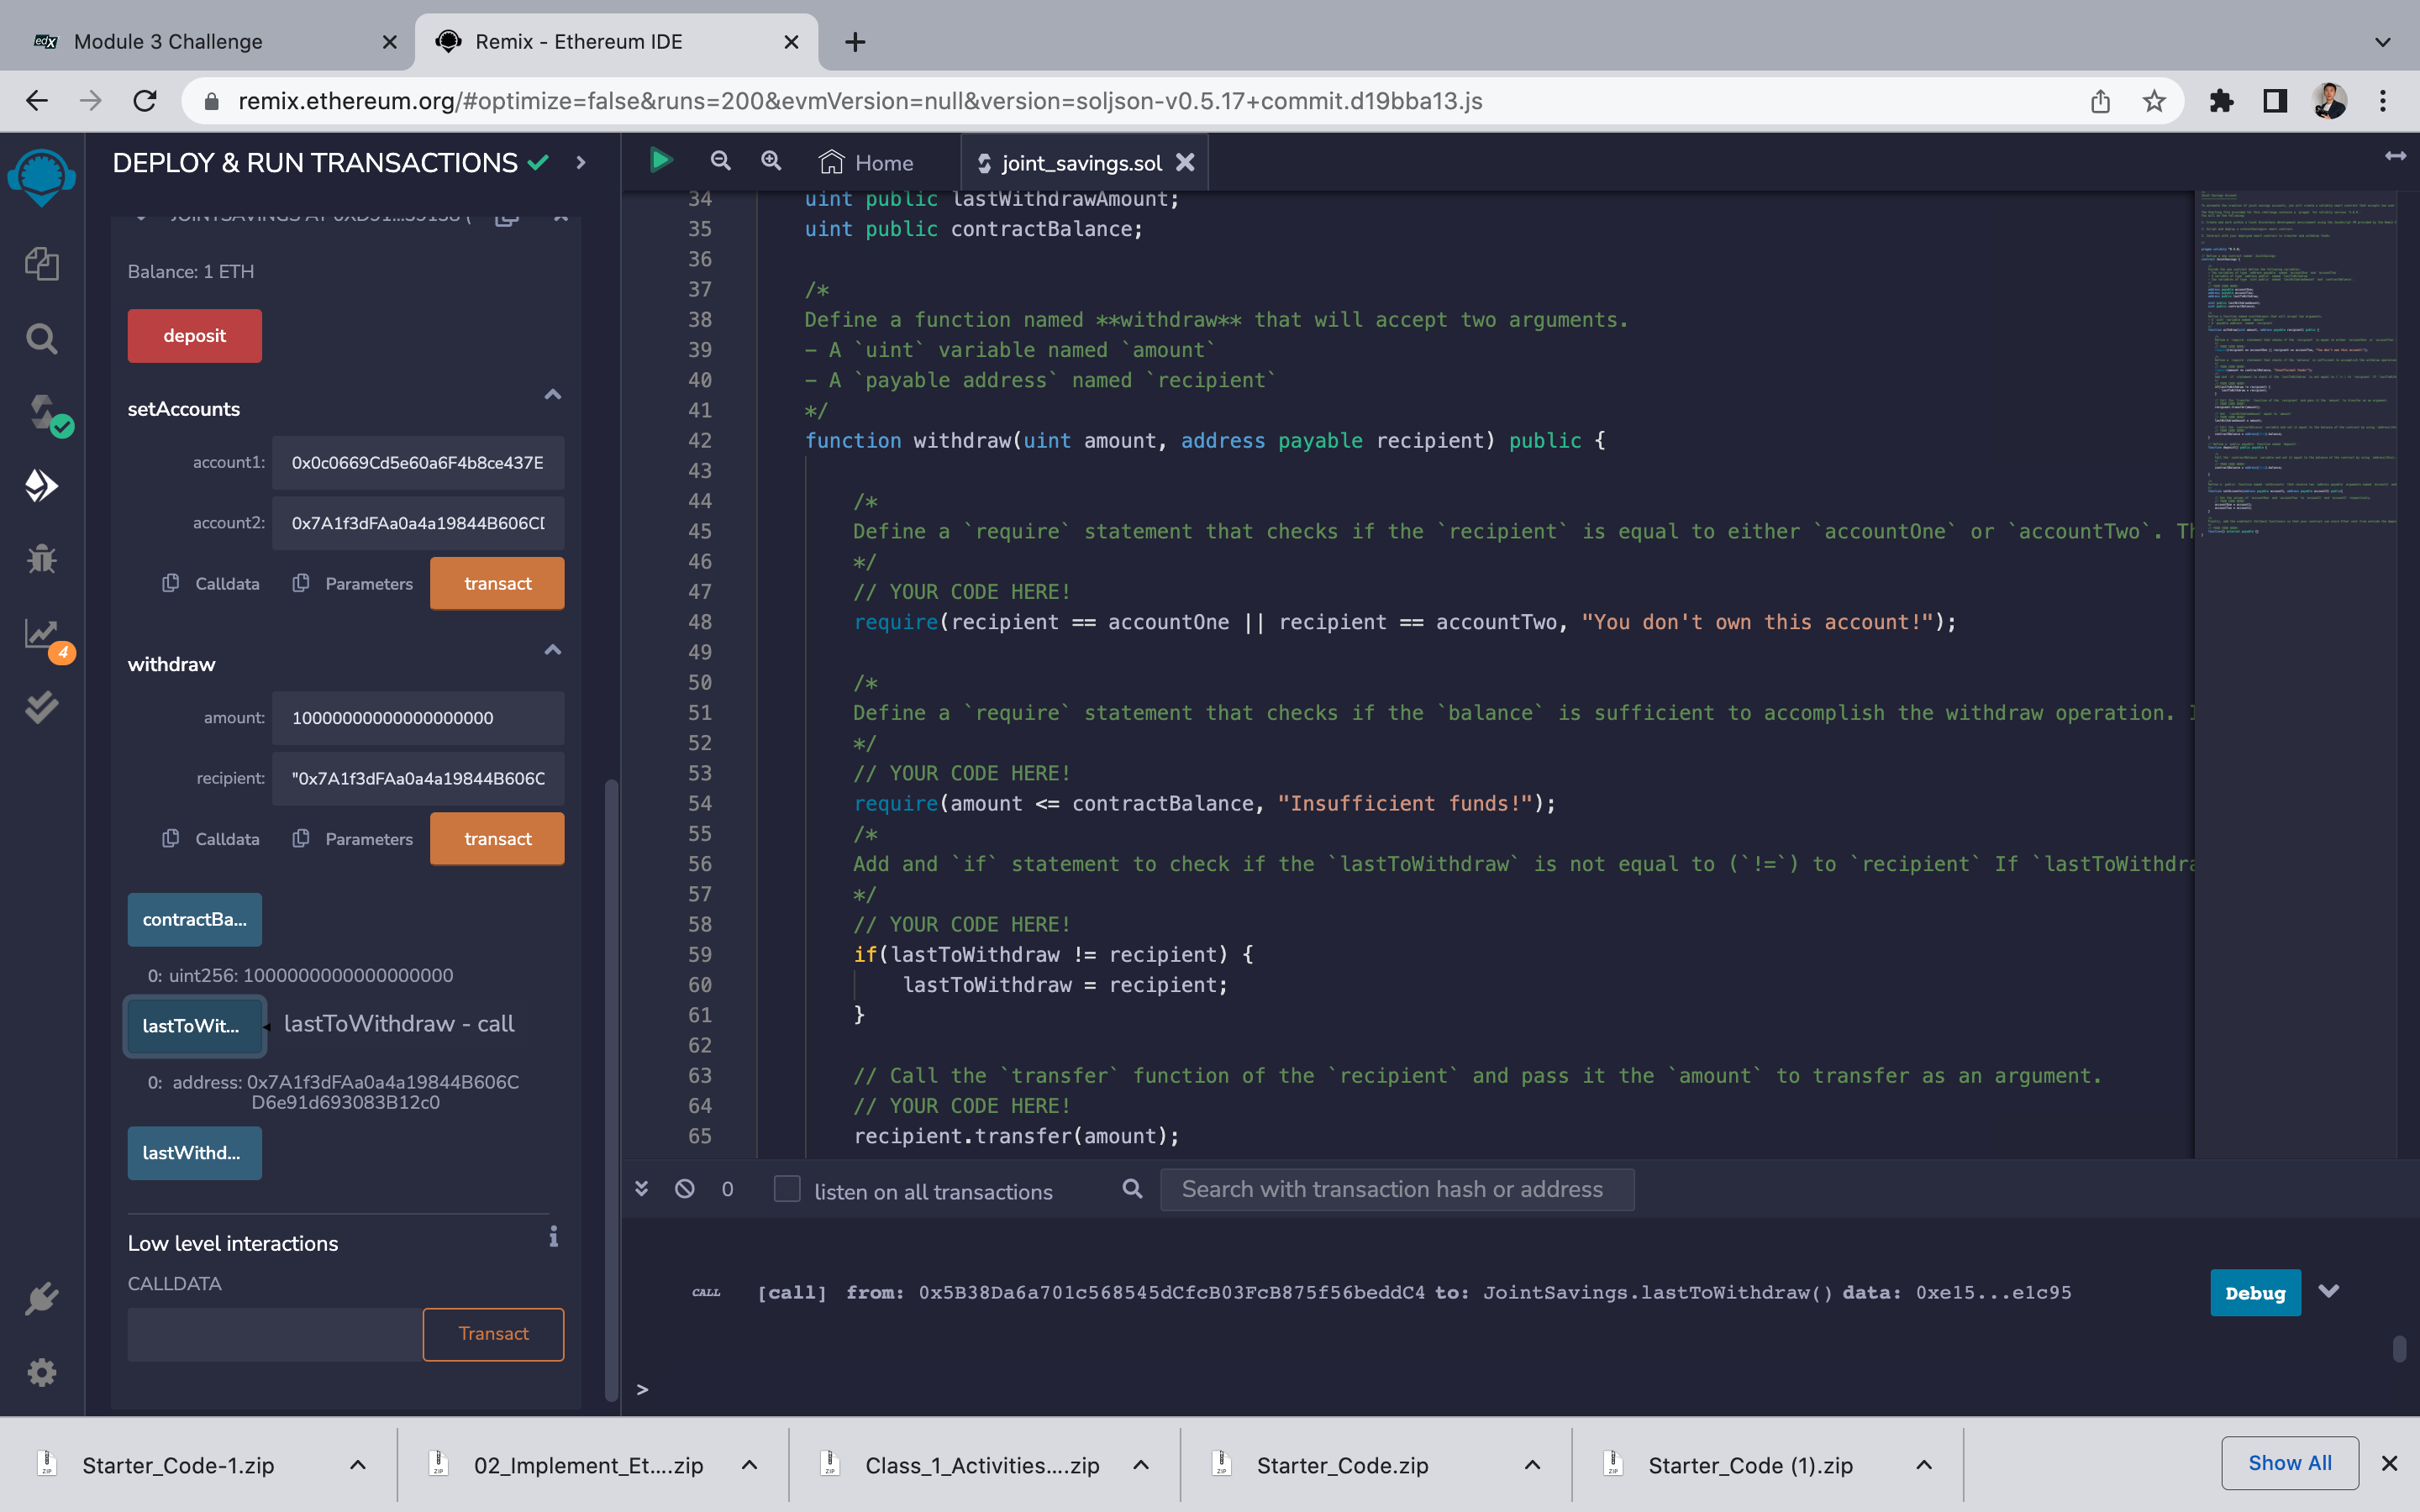 edX Module 3 Challenge
Remix - Ethereum IDE
remix.ethereum.org/#optimize=false&runs=200&evmVersion=null&version=soljson-v0.5.17+commit.d19bba13.js
DEPLOY & RUN TRANSACTIONS
Balance: 1 ETH
deposit
setAccounts
account1: 0x0c0669Cd5e60a6F4b8ce437E
account2: 0x7A1f3dFAa0a4a19844B606C
Calldata Parameters transact
withdraw
amount: 10000000000000000000
recipient: "0x7A1f3dFAa0a4a19844B606C
Calldata Parameters transact
contractBa...
0: uint256: 1000000000000000000
lastToWit... lastToWithdraw - call
0: address: 0x7A1f3dFAa0a4a19844B606C
D6e91d693083B12c0
lastWithd...
Low level interactions
CALLDATA
Transact
4
Home joint_savings.sol
34 uint public lastWithdrawAmount;
35 uint public contractBalance;
36
37 /*
38 Define a function named **withdraw** that will accept two arguments.
39 - A `uint` variable named `amount`
40 - A `payable address` named `recipient`
41 */
42 function withdraw(uint amount, address payable recipient) public {
43
44 /*
45 Define a `require` statement that checks if the `recipient` is equal to either `accountOne` or `accountTwo`. Th
46 */
47 // YOUR CODE HERE!
48 require(recipient == accountOne || recipient == accountTwo, "You don't own this account!");
49
50 /*
51 Define a `require` statement that checks if the `balance` is sufficient to accomplish the withdraw operation.
52 */
53 // YOUR CODE HERE!
54 require(amount <= contractBalance, "Insufficient funds!");
55 /*
56 Add and `if` statement to check if the `lastToWithdraw` is not equal to (`!=`) to `recipient` If `lastToWithdra
57 */
58 // YOUR CODE HERE!
59 if(lastToWithdraw != recipient) {
60 lastToWithdraw = recipient;
61 }
62
63 // Call the `transfer` function of the `recipient` and pass it the `amount` to transfer as an argument.
64 // YOUR CODE HERE!
65 recipient.transfer(amount);
0 listen on all transactions Search with transaction hash or address
CALL [call] from: 0x5B38Da6a701c568545dCfcB03FcB875f56beddC4 to: JointSavings.lastToWithdraw() data: 0xe15...e1c95 Debug
>
Starter_Code-1.zip
02_Implement_Et....zip
Class_1_Activities....zip
Starter_Code.zip
Starter_Code (1).zip
Show All